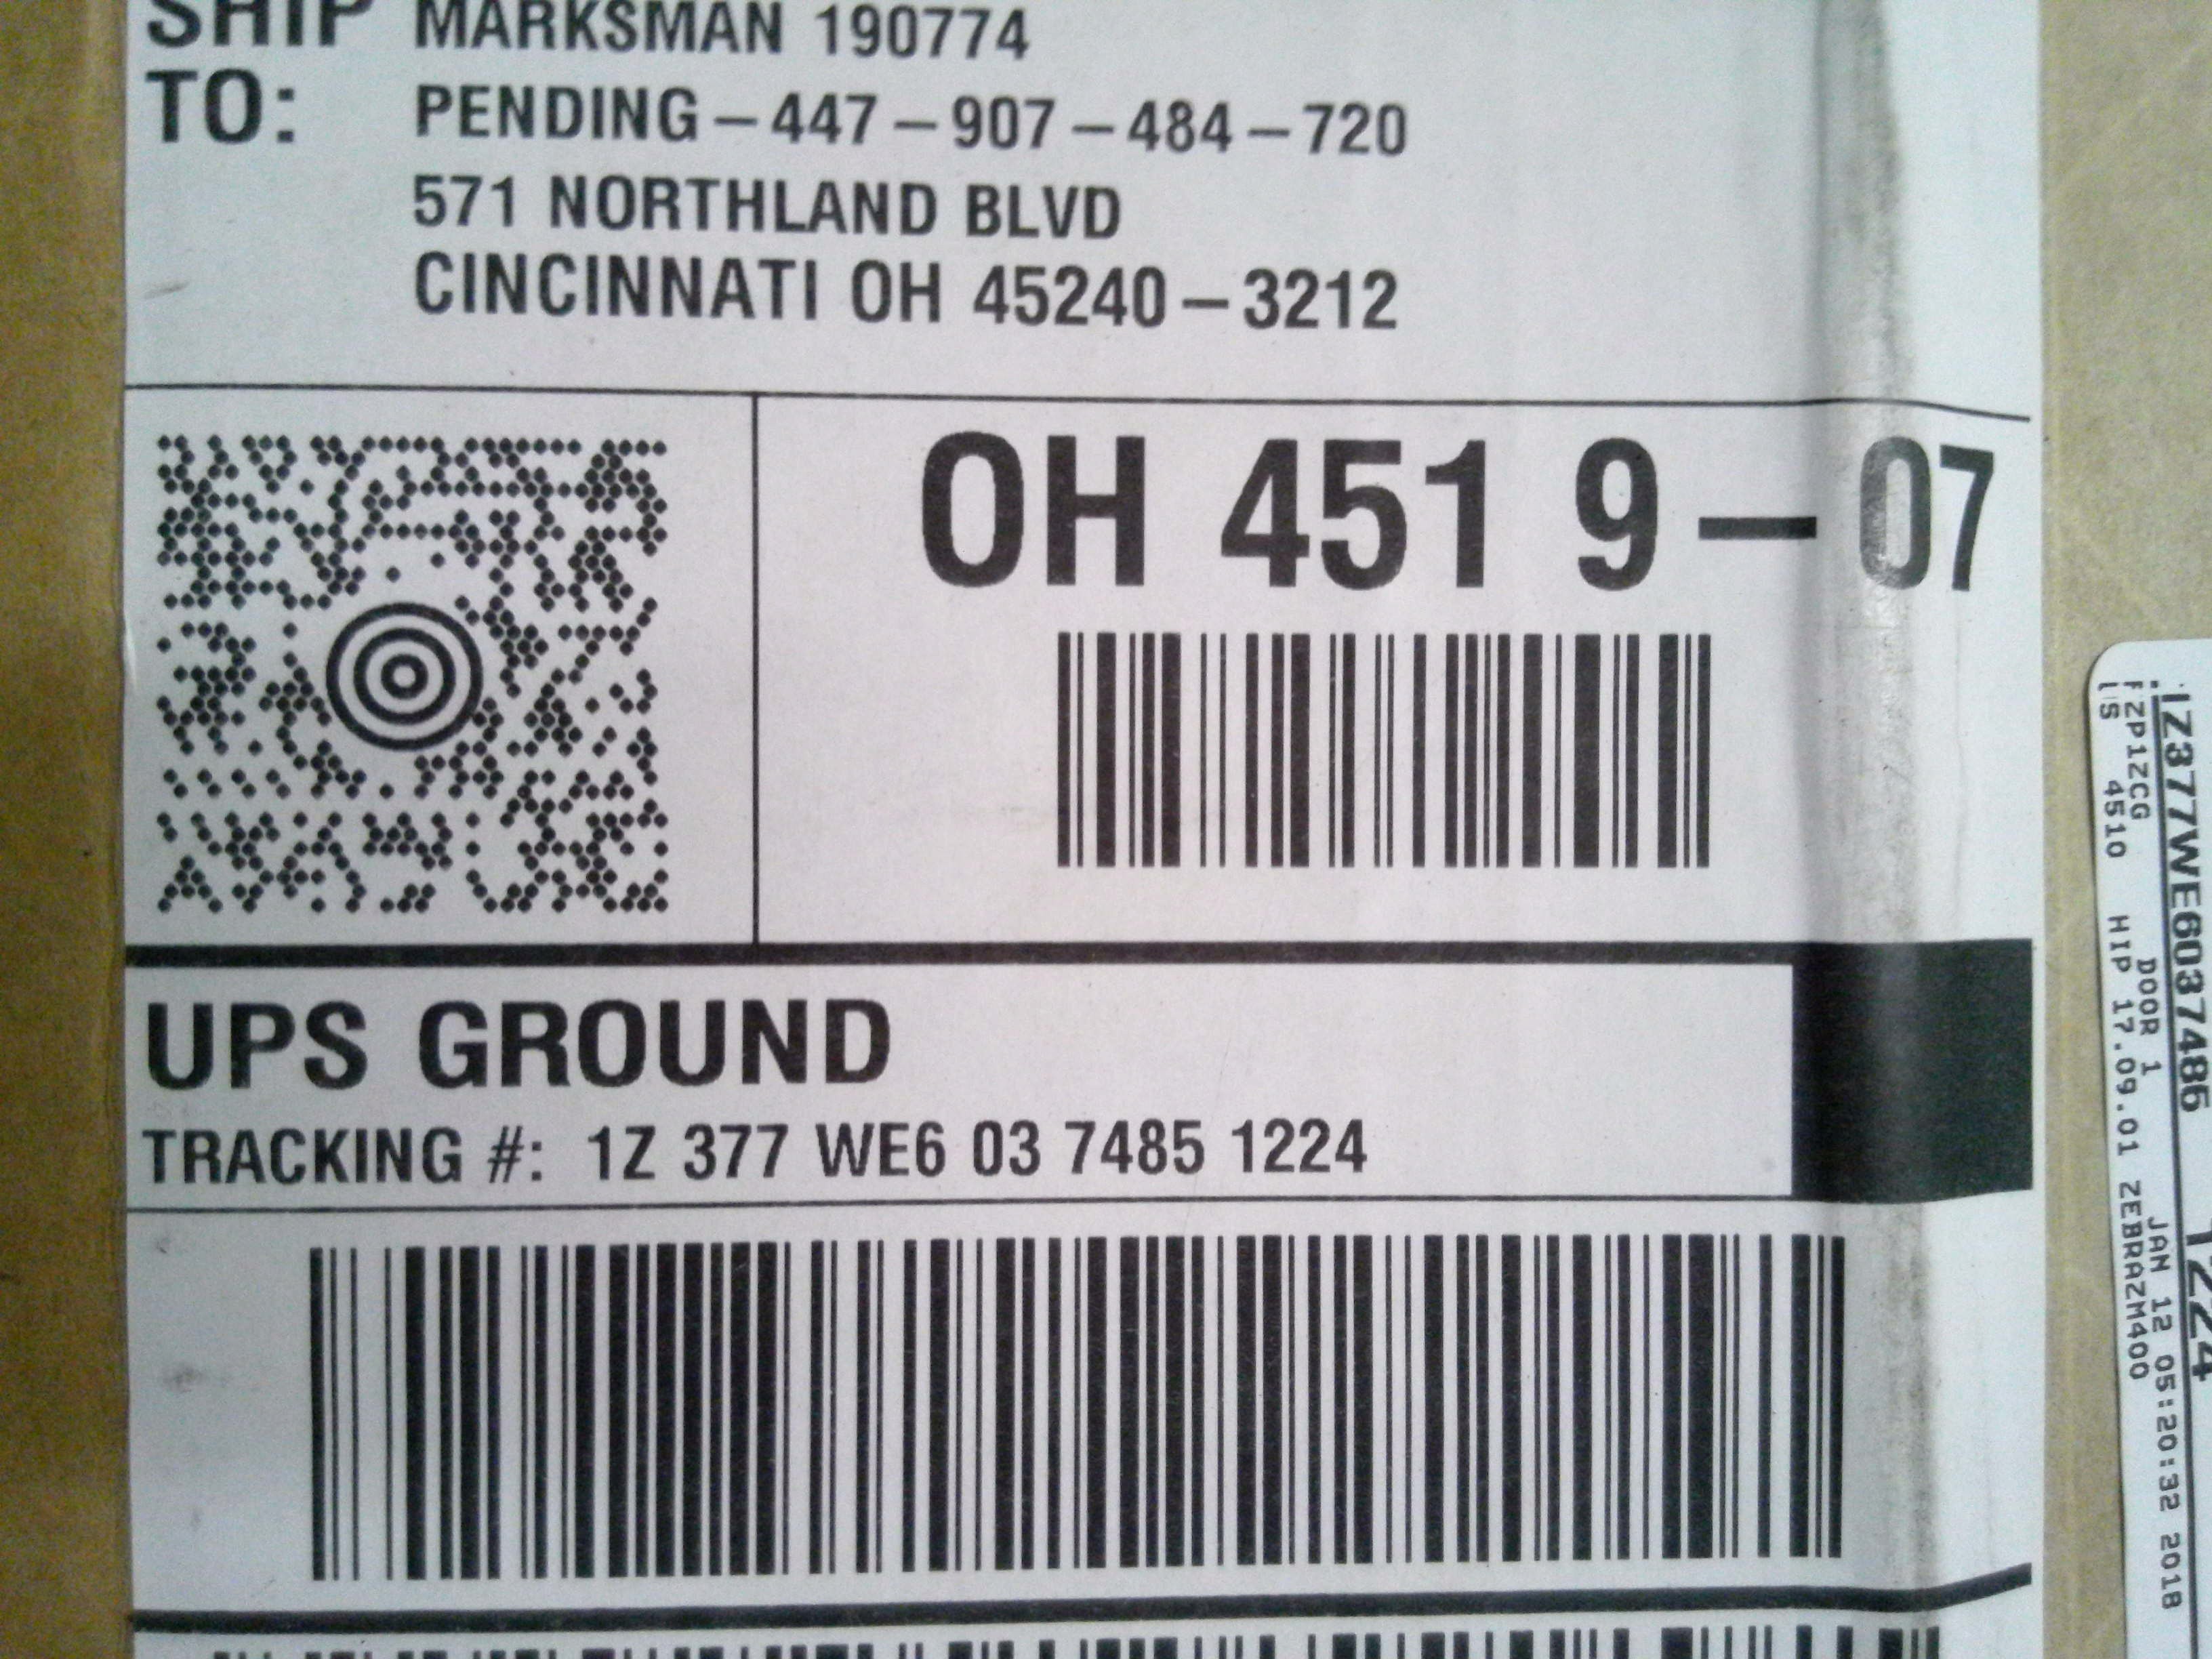 SHIP TO:
MARKSMAN 190774
PENDING-447-907-484-720
571 NORTHLAND BLVD
CINCINNATI OH 45240-3212
OH 451 9-07
UPS GROUND
TRACKING #: 1Z 377 WE6 03 7485 1224
1Z377WE6037485 1224
FZP1ZCG DOOR 1 JAN 12 05:20:32 2018
US 4510 HIP 17.09.01 ZEBRAZM400